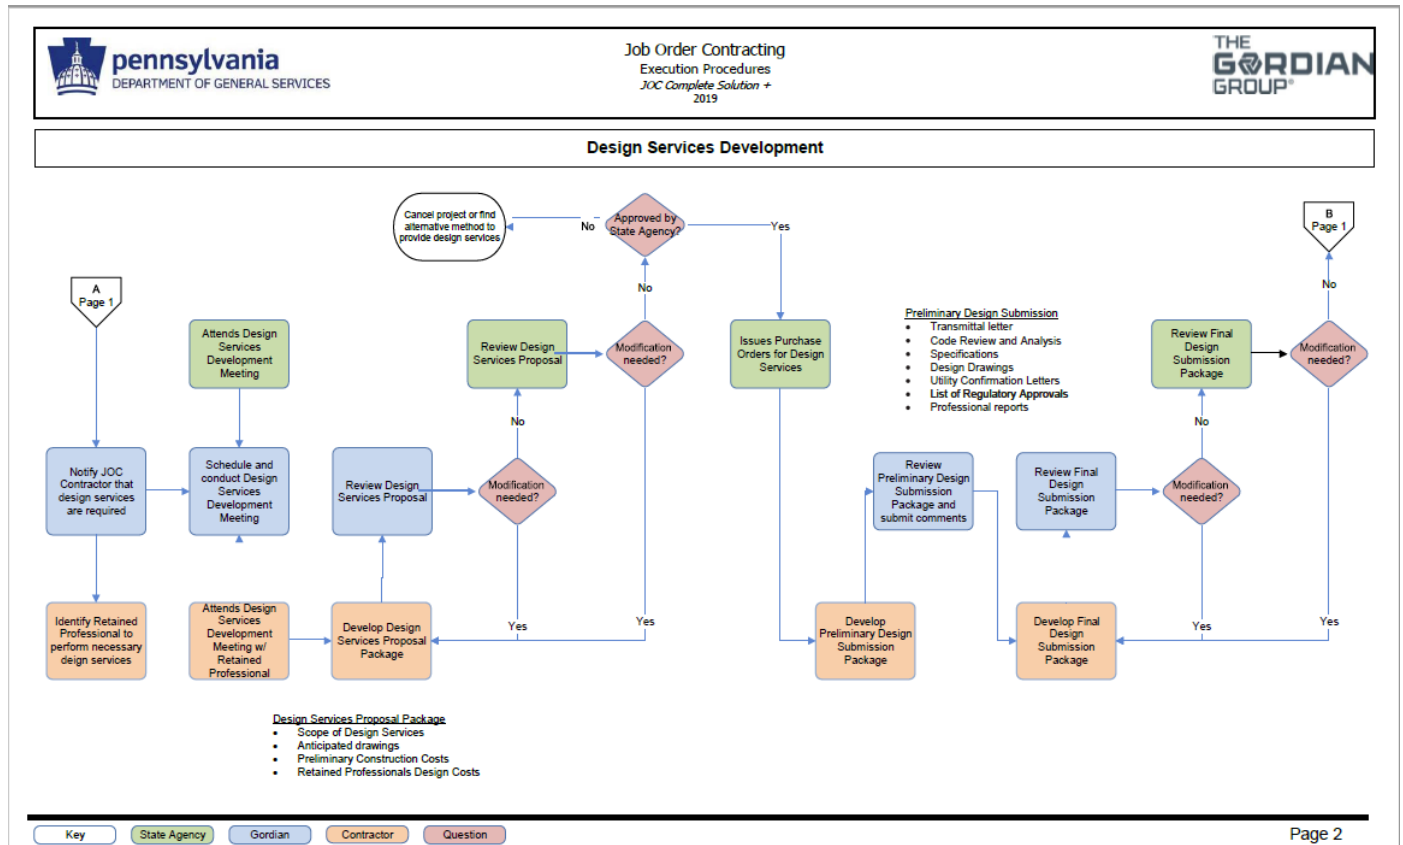 pennsylvania
DEPARTMENT OF GENERAL SERVICES
Job Order Contracting
Execution Procedures
JOC Complete Solution +
2019
THE
GORDIAN
GROUP®
Design Services Development
Cancel project or find
alternative method to
provide design services
No
Approved by
State Agency?
Yes
B
Page 1
A
Page 1
No
No
Attends Design
Services
Development
Meeting
Review Design
Services Proposal
Modification
needed?
Issues Purchase
Orders for Design
Services
Preliminary Design Submission
• Transmittal letter
• Code Review and Analysis
• Specifications
• Design Drawings
• Utility Confirmation Letters
• List of Regulatory Approvals
• Professional reports
Review Final
Design
Submission
Package
Modification
needed?
No
No
Notify JOC
Contractor that
design services
are required
Schedule and
conduct Design
Services
Development
Meeting
Review Design
Services Proposal
Modification
needed?
Review
Preliminary Design
Submission
Package and
submit comments
Review Final
Design
Submission
Package
Modification
needed?
Identify Retained
Professional to
perform necessary
deign services
Attends Design
Services
Development
Meeting w/
Retained
Professional
Develop Design
Services Proposal
Package
Yes
Yes
Develop
Preliminary Design
Submission
Package
Develop Final
Design
Submission
Package
Yes
Yes
Design Services Proposal Package
• Scope of Design Services
• Anticipated drawings
• Preliminary Construction Costs
• Retained Professionals Design Costs
Key
State Agency
Gordian
Contractor
Question
Page 2